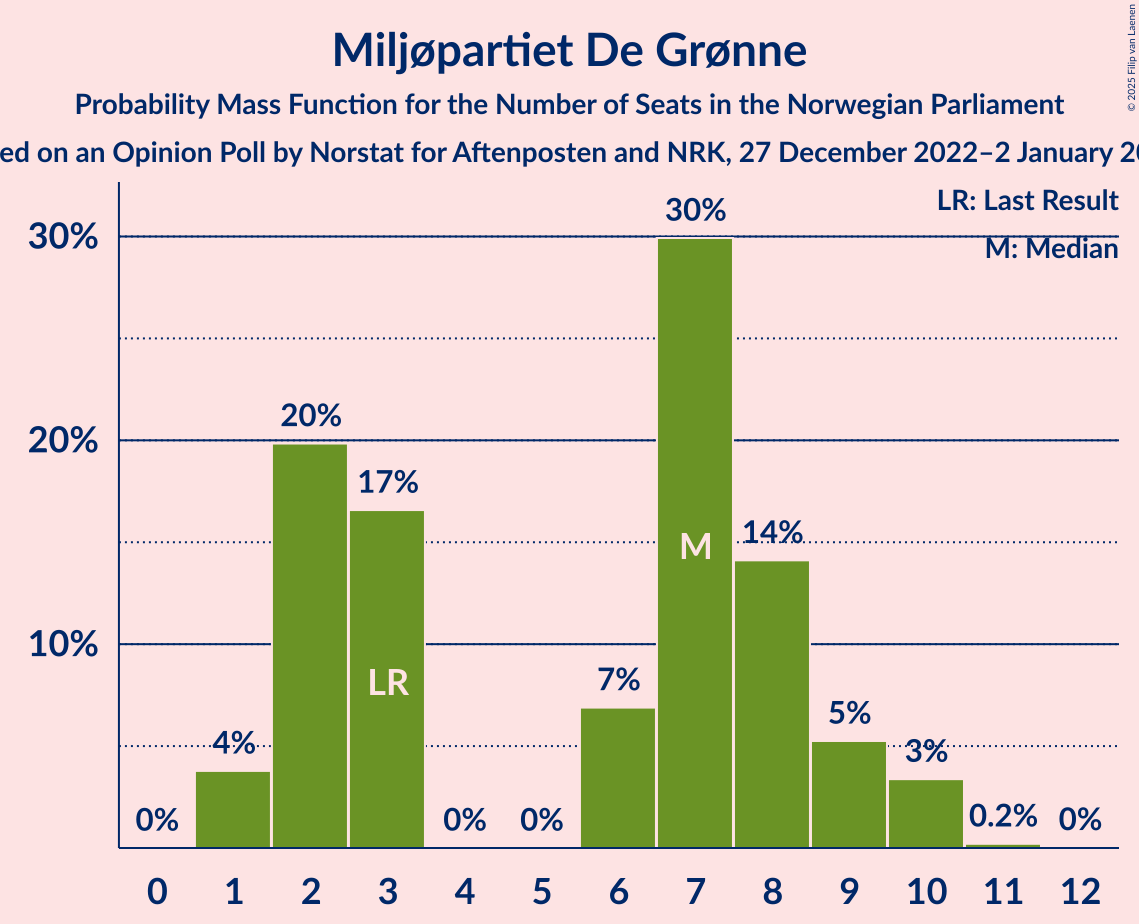 Miljøpartiet De Grønne
Probability Mass Function for the Number of Seats in the Norwegian Parliament
ed on an Opinion Poll by Norstat for Aftenposten and NRK, 27 December 2022–2 January 20
© 2025 Filip van Laenen
LR: Last Result
M: Median
30%
20%
10%
0%
4%
20%
17%
LR
0%
0%
7%
30%
M
14%
5%
3%
0.2%
0%
0 1 2 3 4 5 6 7 8 9 10 11 12